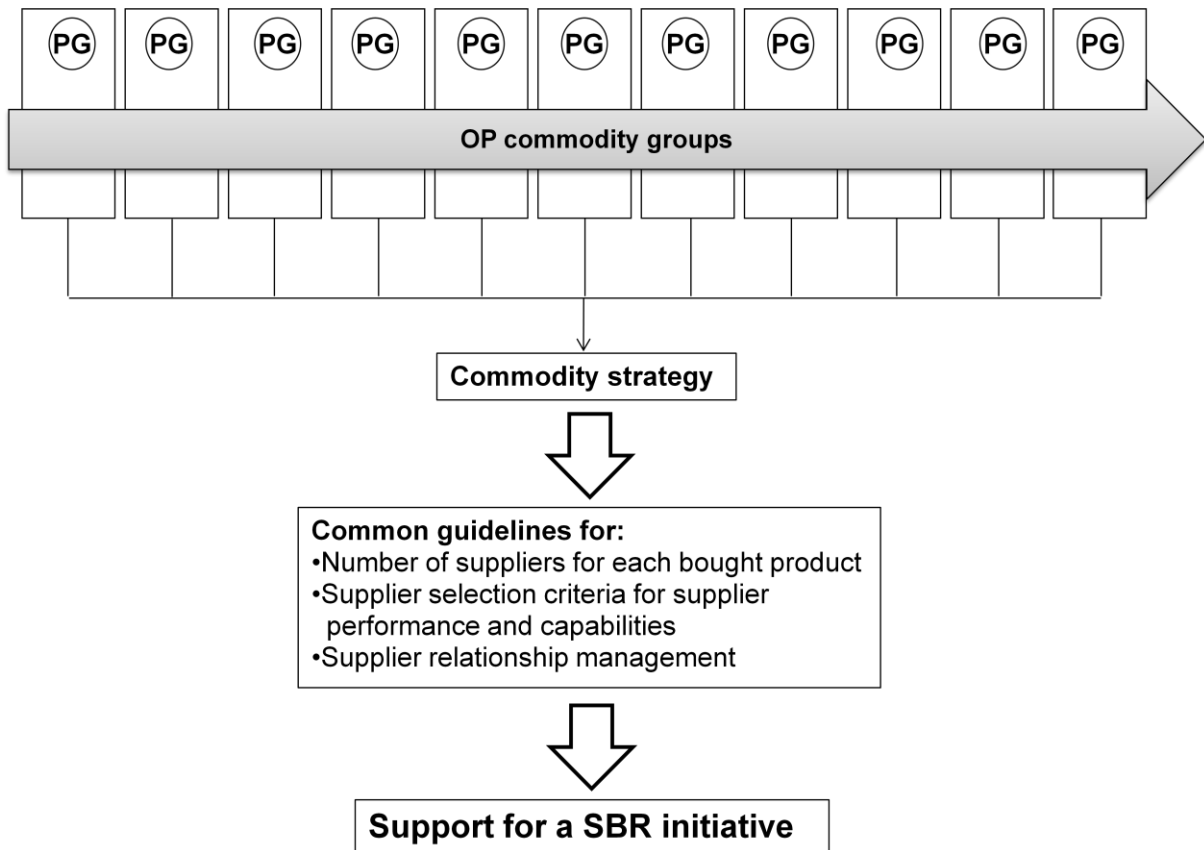 PG PG PG PG PG PG PG PG PG PG PG
OP commodity groups
Commodity strategy
Common guidelines for:
•Number of suppliers for each bought product
•Supplier selection criteria for supplier
performance and capabilities
•Supplier relationship management
Support for a SBR initiative